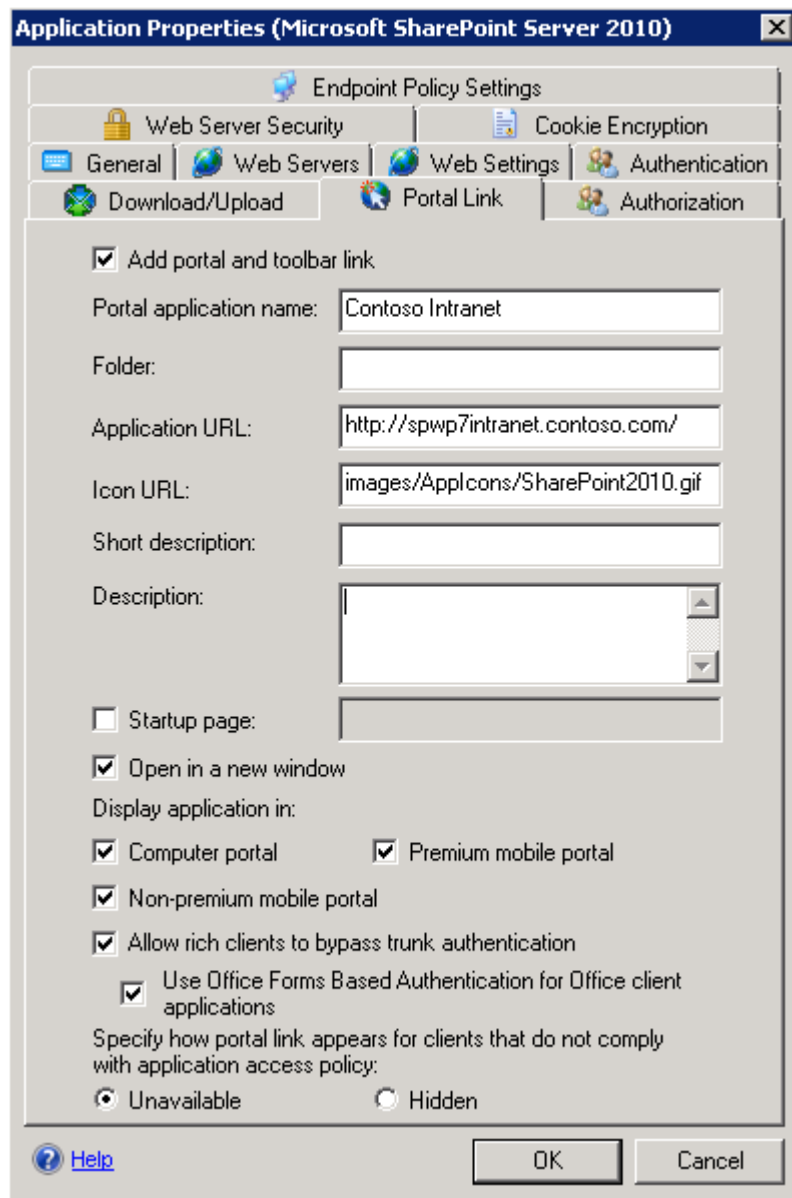 Application Properties (Microsoft SharePoint Server 2010)
Endpoint Policy Settings
Web Server Security Cookie Encryption
General Web Servers Web Settings Authentication
Download/Upload Portal Link Authorization
Add portal and toolbar link
Portal application name: Contoso Intranet
Folder:
Application URL: http://spwp7intranet.contoso.com/
Icon URL: images/AppIcons/SharePoint2010.gif
Short description:
Description:
Startup page:
Open in a new window
Display application in:
Computer portal Premium mobile portal
Non-premium mobile portal
Allow rich clients to bypass trunk authentication
Use Office Forms Based Authentication for Office client
applications
Specify how portal link appears for clients that do not comply
with application access policy:
Unavailable Hidden
Help OK Cancel